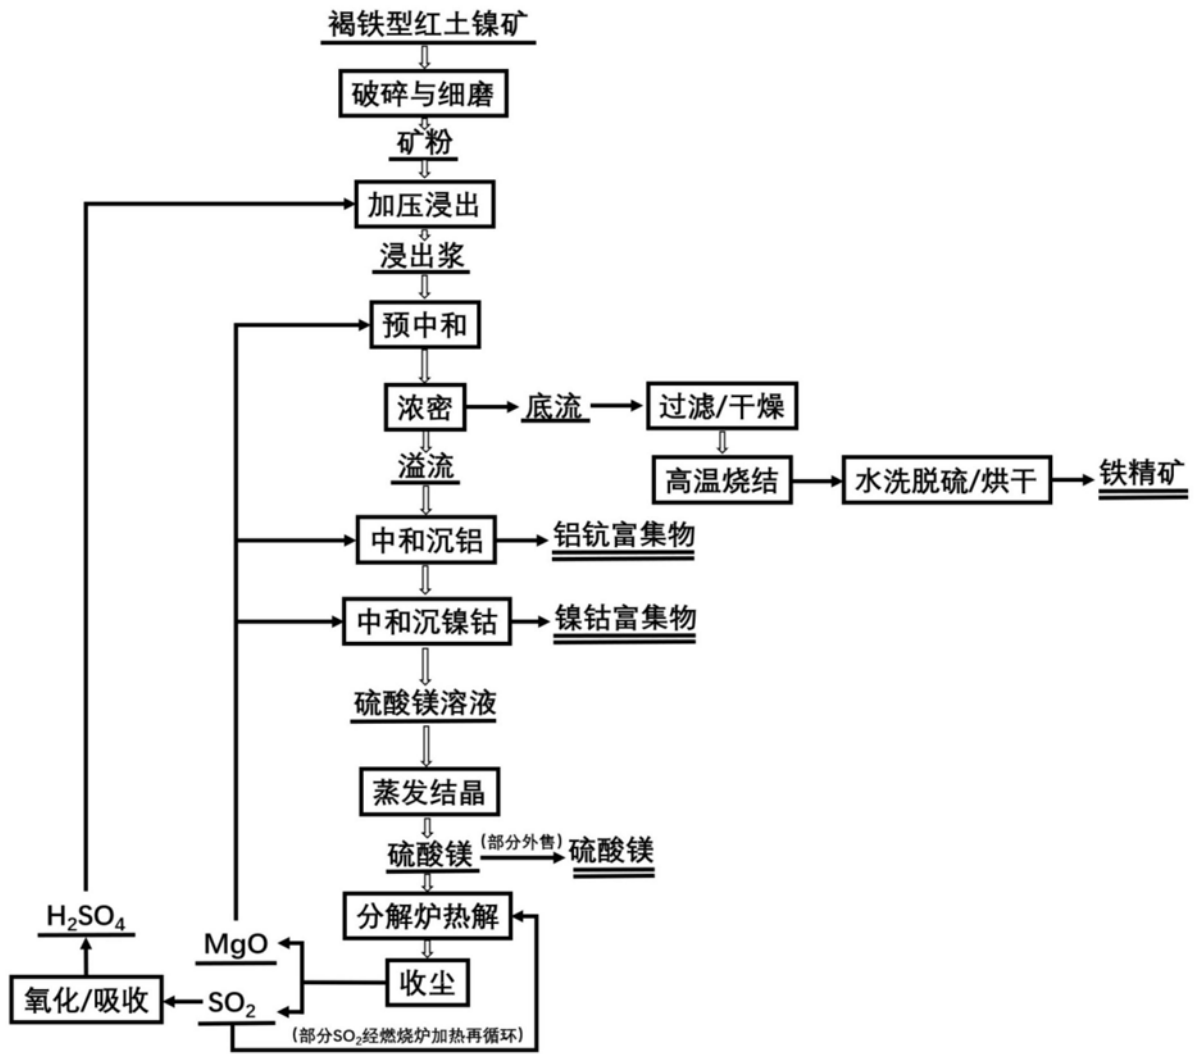 褐铁型红土镍矿
破碎与细磨
矿粉
加压浸出
浸出浆
预中和
浓密
底流
过滤/干燥
溢流
高温烧结
水洗脱硫/烘干
铁精矿
中和沉铝
铝钪富集物
中和沉镍钴
镍钴富集物
硫酸镁溶液
蒸发结晶
硫酸镁
(部分外售)
硫酸镁
分解炉热解
H₂SO₄
MgO
收尘
氧化/吸收
SO₂
(部分SO₂经燃烧炉加热再循环)